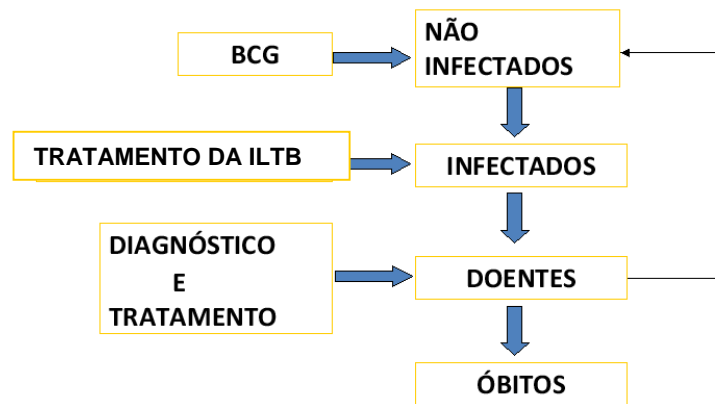 BCG
NÃO
INFECTADOS
TRATAMENTO DA ILTB
INFECTADOS
DIAGNÓSTICO
E
TRATAMENTO
DOENTES
ÓBITOS